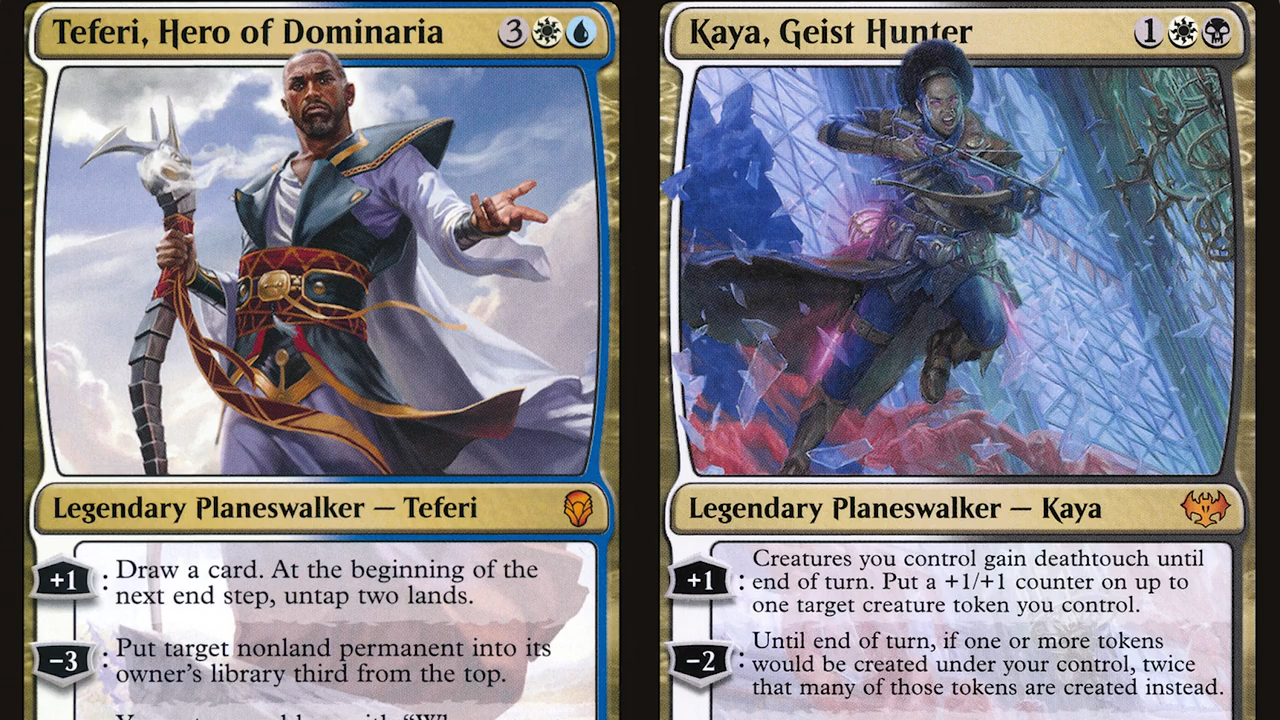 Teferi, Hero of Dominaria
3
Legendary Planeswalker — Teferi
+1: Draw a card. At the beginning of the
next end step, untap two lands.
−3: Put target nonland permanent into its
owner's library third from the top.
Kaya, Geist Hunter
1
Legendary Planeswalker — Kaya
+1: Creatures you control gain deathtouch until
end of turn. Put a +1/+1 counter on up to
one target creature token you control.
−2: Until end of turn, if one or more tokens
would be created under your control, twice
that many of those tokens are created instead.